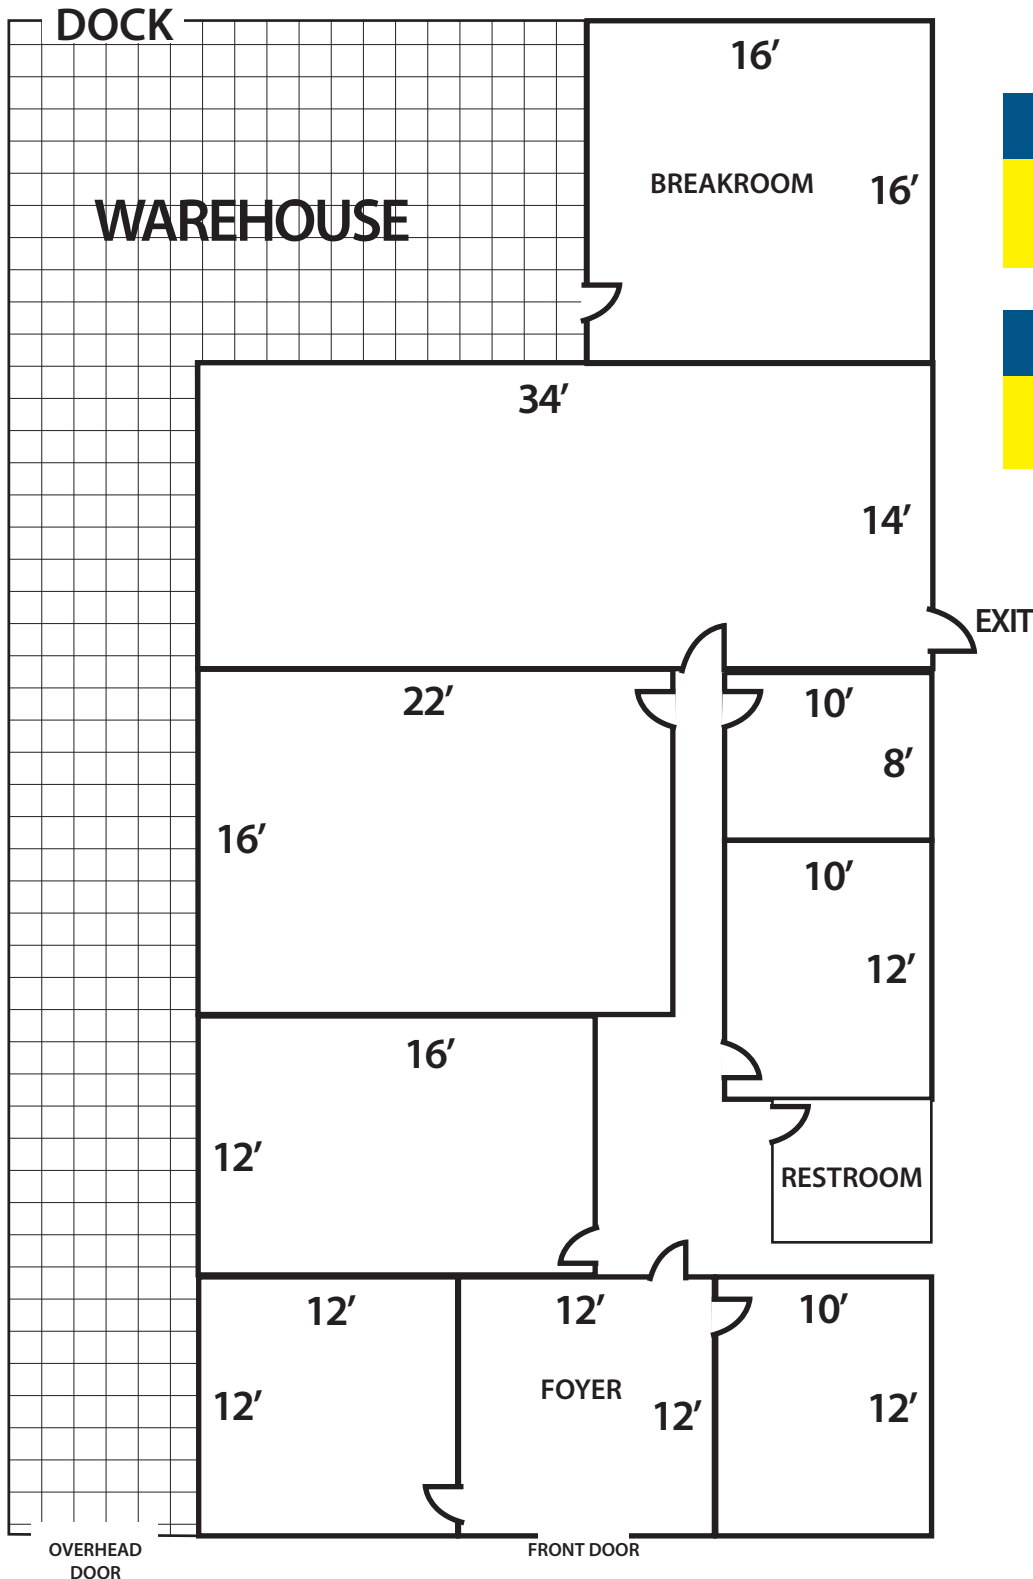 DOCK
16′
BREAKROOM
16′
WAREHOUSE
34′
14′
EXIT
22′
10′
8′
16′
10′
12′
16′
12′
RESTROOM
12′
12′
10′
FOYER
12′
12′
12′
OVERHEAD
DOOR
FRONT DOOR